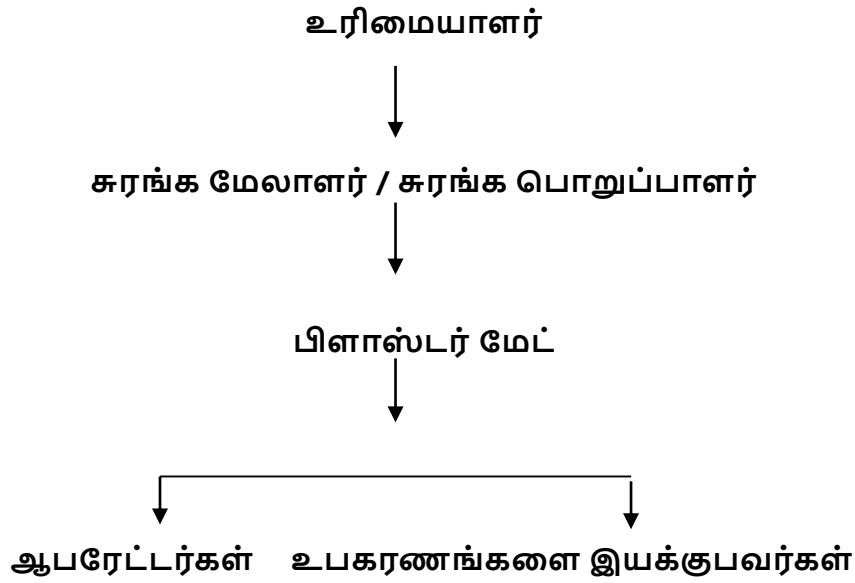 உரிமையாளர்
சுரங்க மேலாளர் / சுரங்க பொறுப்பாளர்
பிளாஸ்டர் மேட்
ஆபரேட்டர்கள் உபகரணங்களை இயக்குபவர்கள்